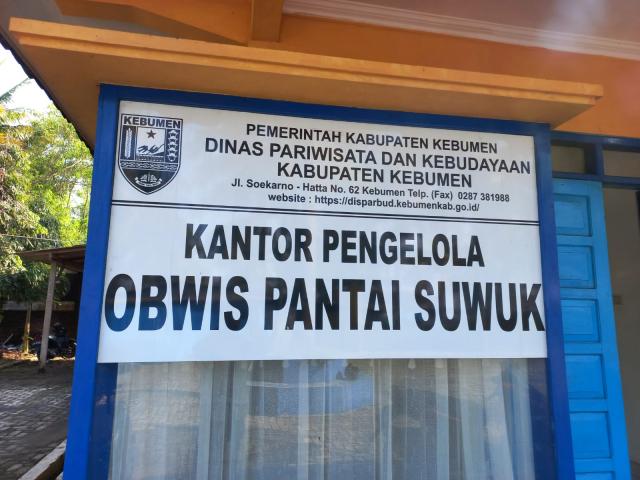 KEBUMEN
PEMERINTAH KABUPATEN KEBUMEN
DINAS PARIWISATA DAN KEBUDAYAAN
KABUPATEN KEBUMEN
Jl. Soekarno - Hatta No. 62 Kebumen Telp. (Fax) 0287 381988
website : https://disparbud.kebumenkab.go.id/
KANTOR PENGELOLA
OBWIS PANTAI SUWUK